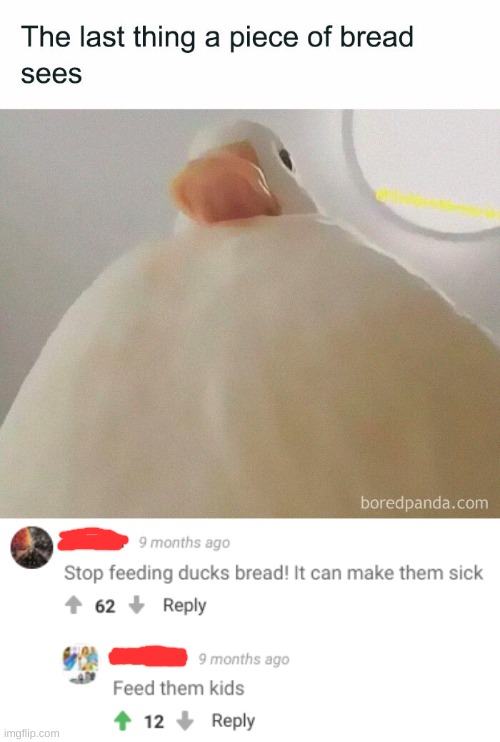 The last thing a piece of bread
sees
boredpanda.com
9 months ago
Stop feeding ducks bread! It can make them sick
62 Reply
9 months ago
Feed them kids
12 Reply
imgflip.com